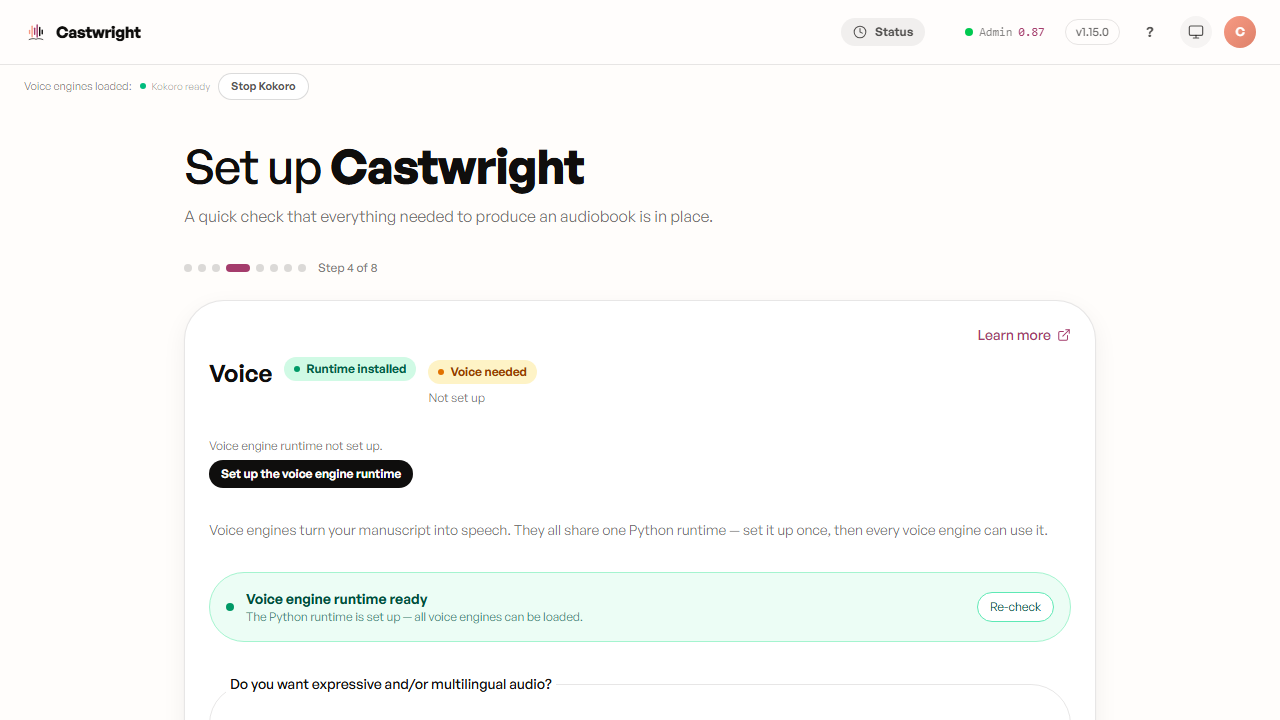 Castwright
Status
Admin 0.87
v1.15.0
?
C
Voice engines loaded:
Kokoro ready
Stop Kokoro
Set up Castwright
A quick check that everything needed to produce an audiobook is in place.
Step 4 of 8
Learn more
Voice
Runtime installed
Voice needed
Not set up
Voice engine runtime not set up.
Set up the voice engine runtime
Voice engines turn your manuscript into speech. They all share one Python runtime — set it up once, then every voice engine can use it.
Voice engine runtime ready
The Python runtime is set up — all voice engines can be loaded.
Re-check
Do you want expressive and/or multilingual audio?